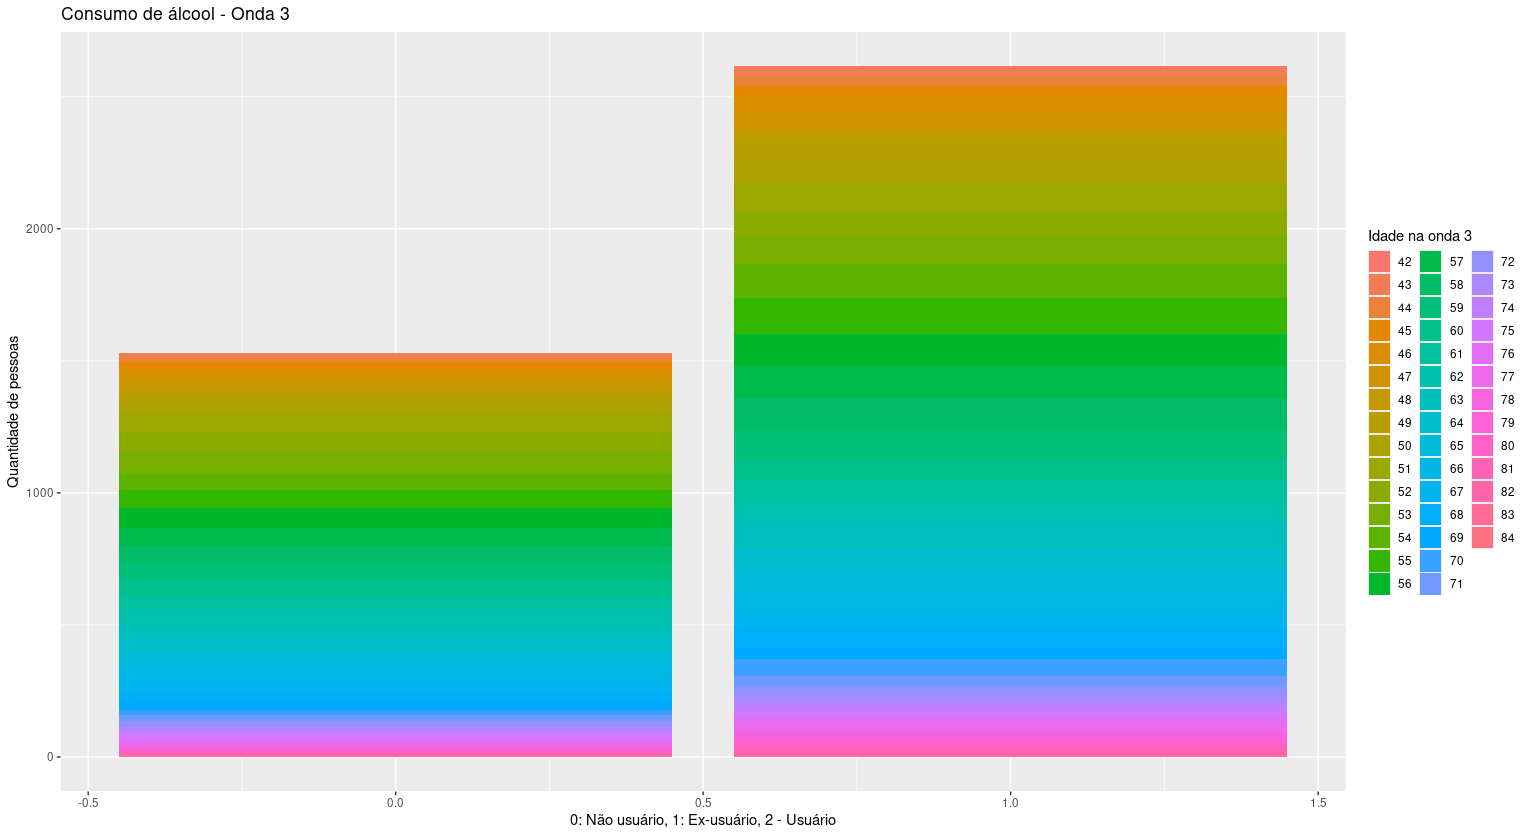 Consumo de álcool - Onda 3
Quantidade de pessoas
2000
1000
0
-0.5 0.0 0.5 1.0 1.5
0: Não usuário, 1: Ex-usuário, 2 - Usuário
Idade na onda 3
42 57 72
43 58 73
44 59 74
45 60 75
46 61 76
47 62 77
48 63 78
49 64 79
50 65 80
51 66 81
52 67 82
53 68 83
54 69 84
55 70
56 71